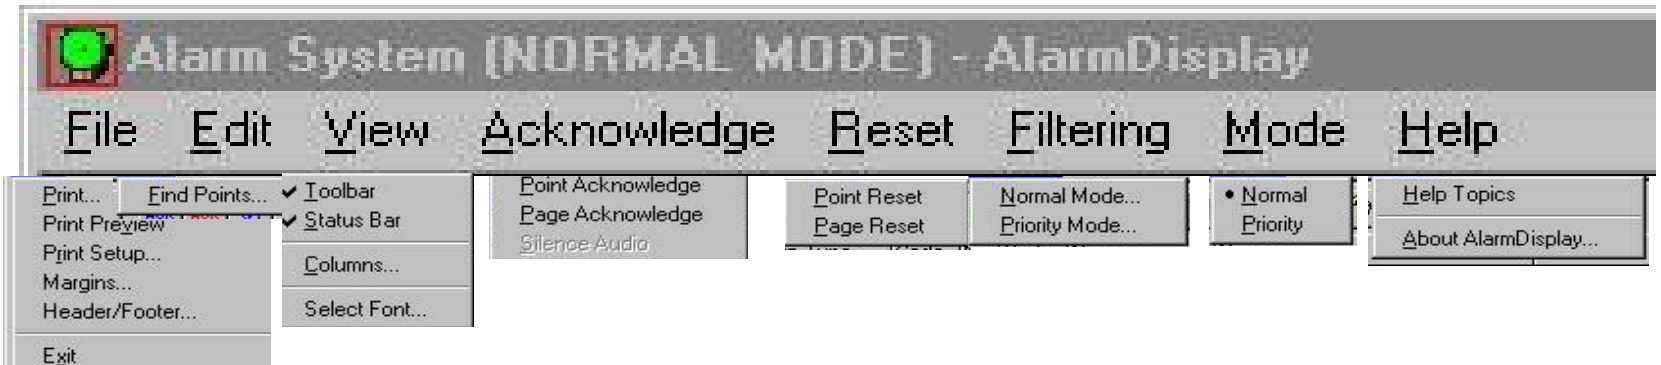 Alarm System (NORMAL MODE) - AlarmDisplay
File Edit View Acknowledge Reset Filtering Mode Help
Print...
Print Preview
Print Setup...
Margins...
Header/Footer...
Exit
Find Points...
Toolbar
Status Bar
Columns...
Select Font...
Point Acknowledge
Page Acknowledge
Silence Audio
Point Reset
Page Reset
Normal Mode...
Priority Mode...
Normal
Priority
Help Topics
About AlarmDisplay...